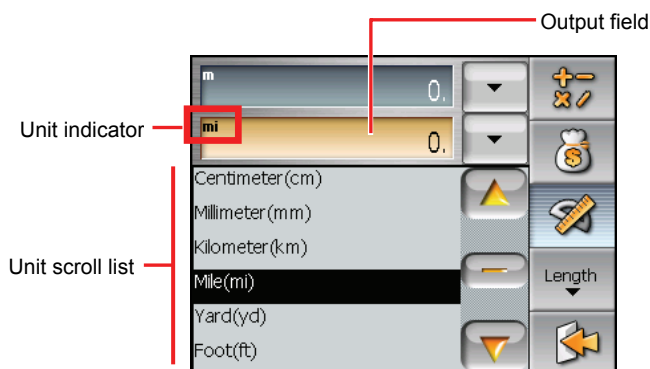 Output field
m
0.
Unit indicator
mi
0.
Centimeter(cm)
Millimeter(mm)
Kilometer(km)
Unit scroll list
Mile(mi)
Length
Yard(yd)
Foot(ft)